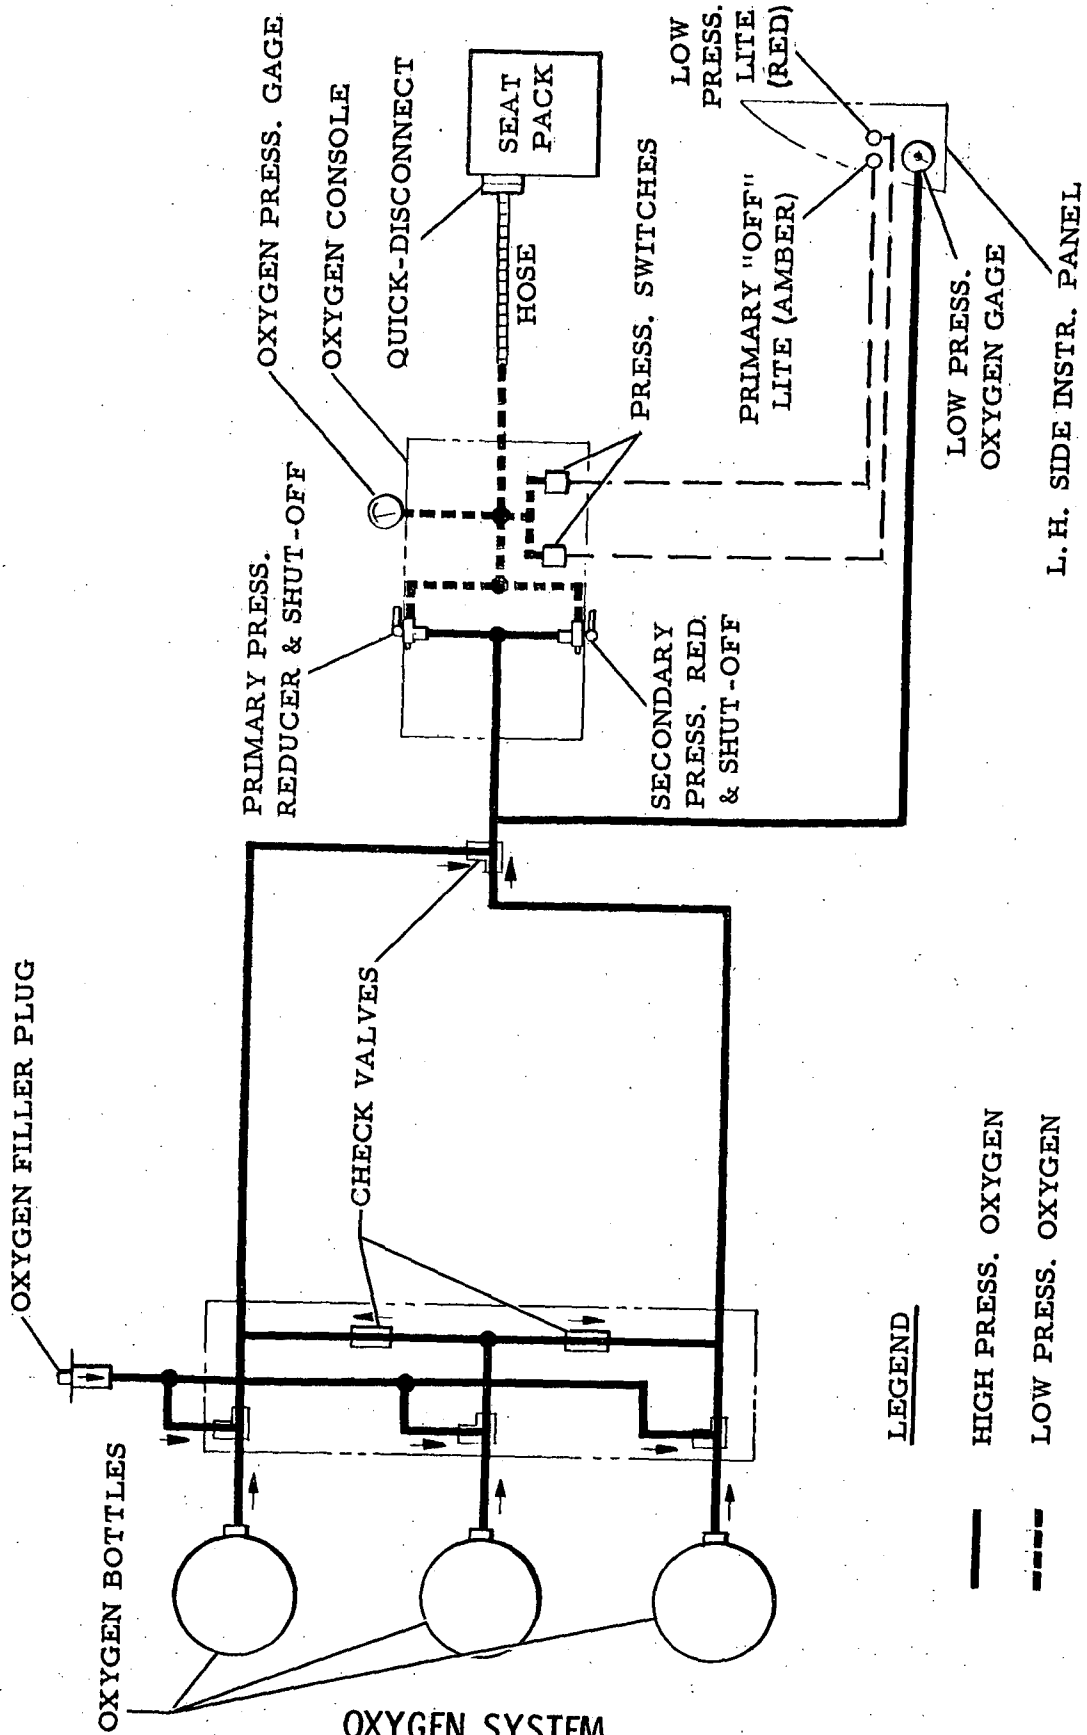 OXYGEN FILLER PLUG
OXYGEN BOTTLES
CHECK VALVES
PRIMARY PRESS.
REDUCER & SHUT-OFF
OXYGEN PRESS. GAGE
OXYGEN CONSOLE
QUICK-DISCONNECT
SEAT
PACK
HOSE
PRESS. SWITCHES
SECONDARY
PRESS. RED.
& SHUT-OFF
LOW
PRESS.
LITE
(RED)
PRIMARY "OFF"
LITE (AMBER)
LOW PRESS.
OXYGEN GAGE
L.H. SIDE INSTR. PANEL
LEGEND
HIGH PRESS. OXYGEN
LOW PRESS. OXYGEN
OXYGEN SYSTEM